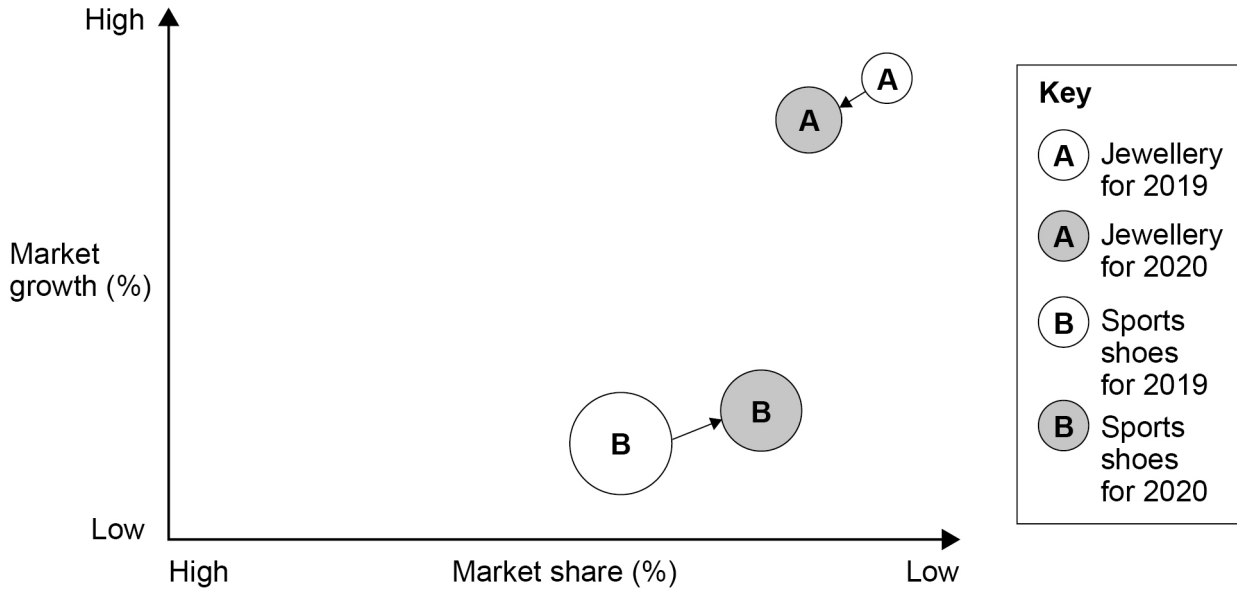 High
Market
growth (%)
Low
High
Market share (%)
Low
A
A
B
B
Key
A Jewellery
for 2019
A Jewellery
for 2020
B Sports
shoes
for 2019
B Sports
shoes
for 2020